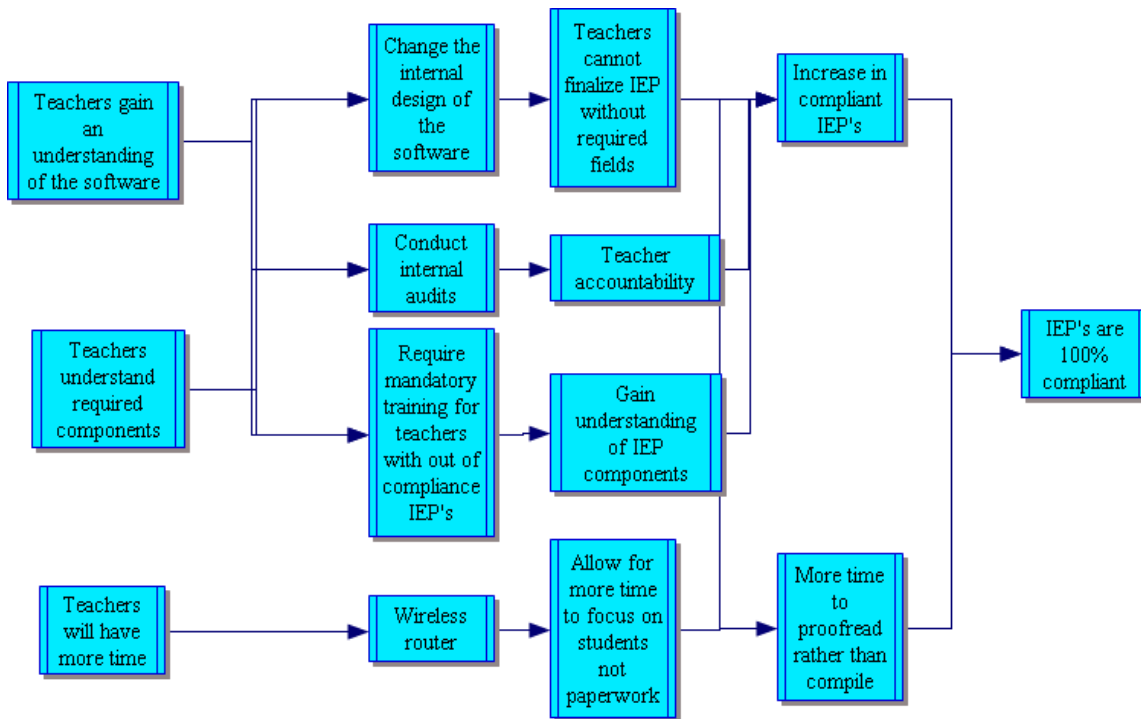 Teachers gain
an
understanding
of the software
Teachers
understand
required
components
Teachers
will have
more time
Change the
internal
design of
the
software
Conduct
internal
audits
Require
mandatory
training for
teachers
with out of
compliance
IEP's
Wireless
router
Teachers
cannot
finalize IEP
without
required
fields
Teacher
accountability
Gain
understanding
of IEP
components
Allow for
more time
to focus on
students
not
paperwork
Increase in
compliant
IEP's
More time
to
proofread
rather than
compile
IEP's are
100%
compliant